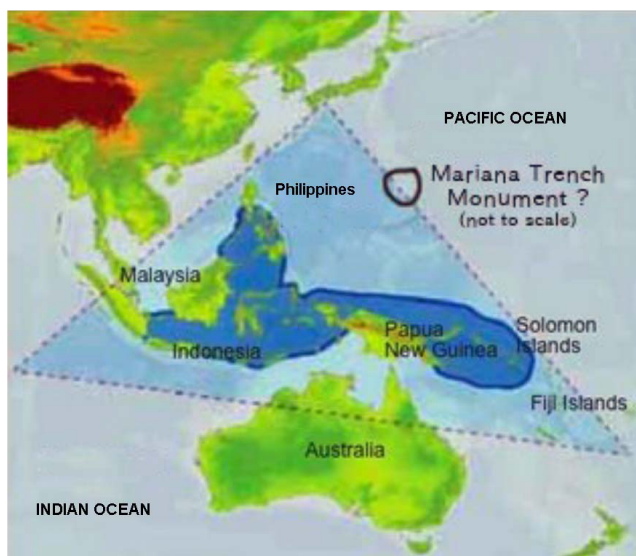 PACIFIC OCEAN
Mariana Trench
Monument ?
(not to scale)
Philippines
Malaysia
Indonesia
Papua
New Guinea
Solomon
Islands
Fiji Islands
Australia
INDIAN OCEAN